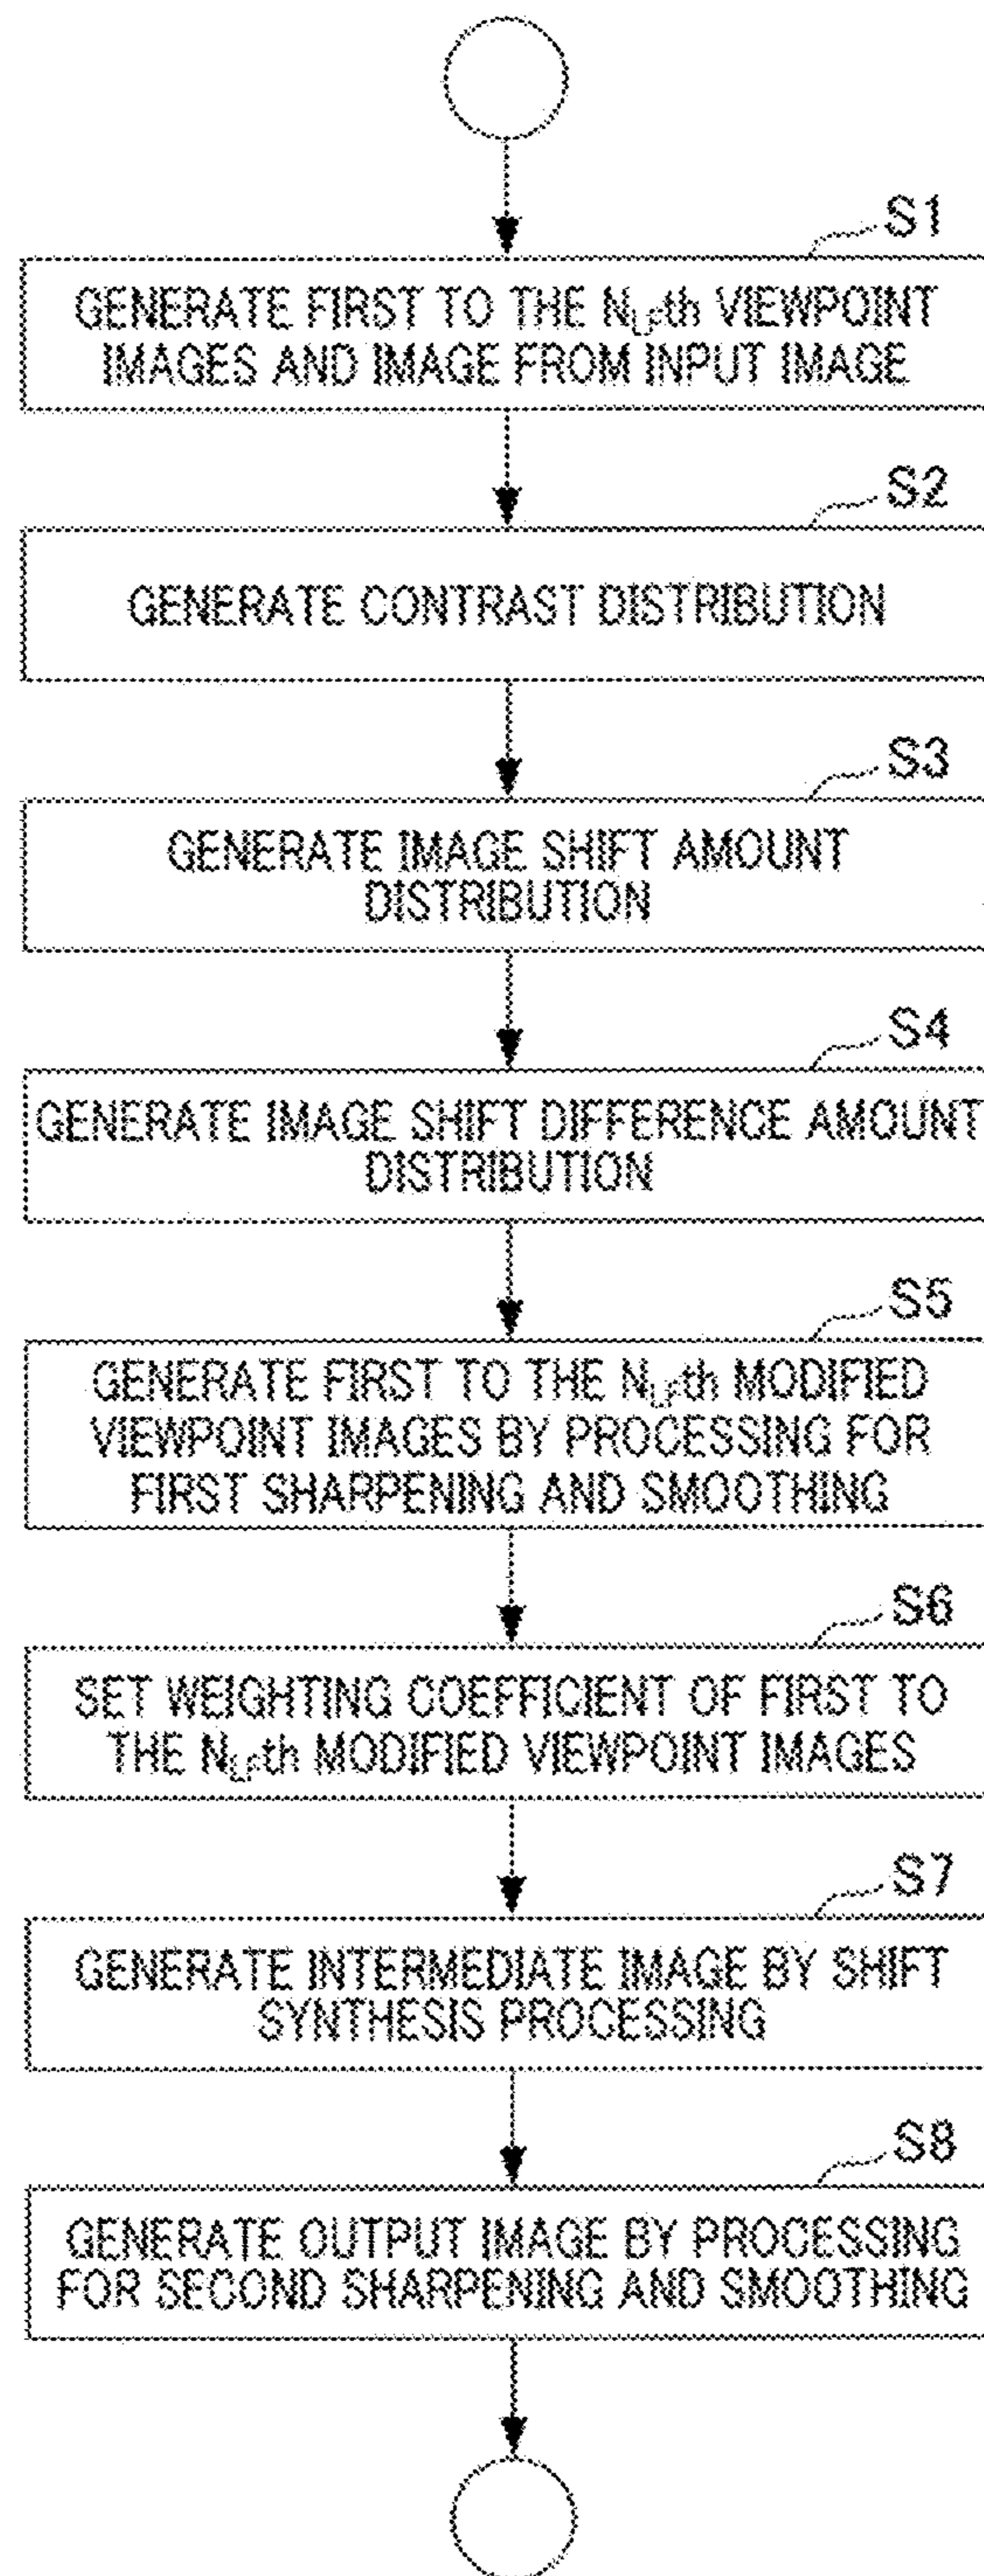 S1
GENERATE FIRST TO THE N_LFth VIEWPOINT
IMAGES AND IMAGE FROM INPUT IMAGE
S2
GENERATE CONTRAST DISTRIBUTION
S3
GENERATE IMAGE SHIFT AMOUNT
DISTRIBUTION
S4
GENERATE IMAGE SHIFT DIFFERENCE AMOUNT
DISTRIBUTION
S5
GENERATE FIRST TO THE N_LFth MODIFIED
VIEWPOINT IMAGES BY PROCESSING FOR
FIRST SHARPENING AND SMOOTHING
S6
SET WEIGHTING COEFFICIENT OF FIRST TO
THE N_LFth MODIFIED VIEWPOINT IMAGES
S7
GENERATE INTERMEDIATE IMAGE BY SHIFT
SYNTHESIS PROCESSING
S8
GENERATE OUTPUT IMAGE BY PROCESSING
FOR SECOND SHARPENING AND SMOOTHING